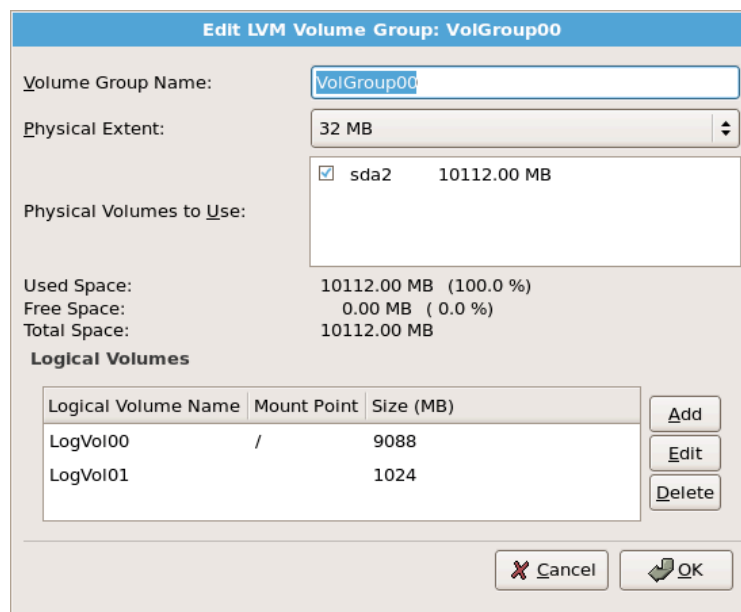 Edit LVM Volume Group: VolGroup00
Volume Group Name: VolGroup00
Physical Extent: 32 MB
sda2 10112.00 MB
Physical Volumes to Use:
Used Space: 10112.00 MB (100.0 %)
Free Space: 0.00 MB ( 0.0 %)
Total Space: 10112.00 MB
Logical Volumes
Logical Volume Name Mount Point Size (MB)
Add
LogVol00 / 9088
Edit
LogVol01 1024
Delete
Cancel OK